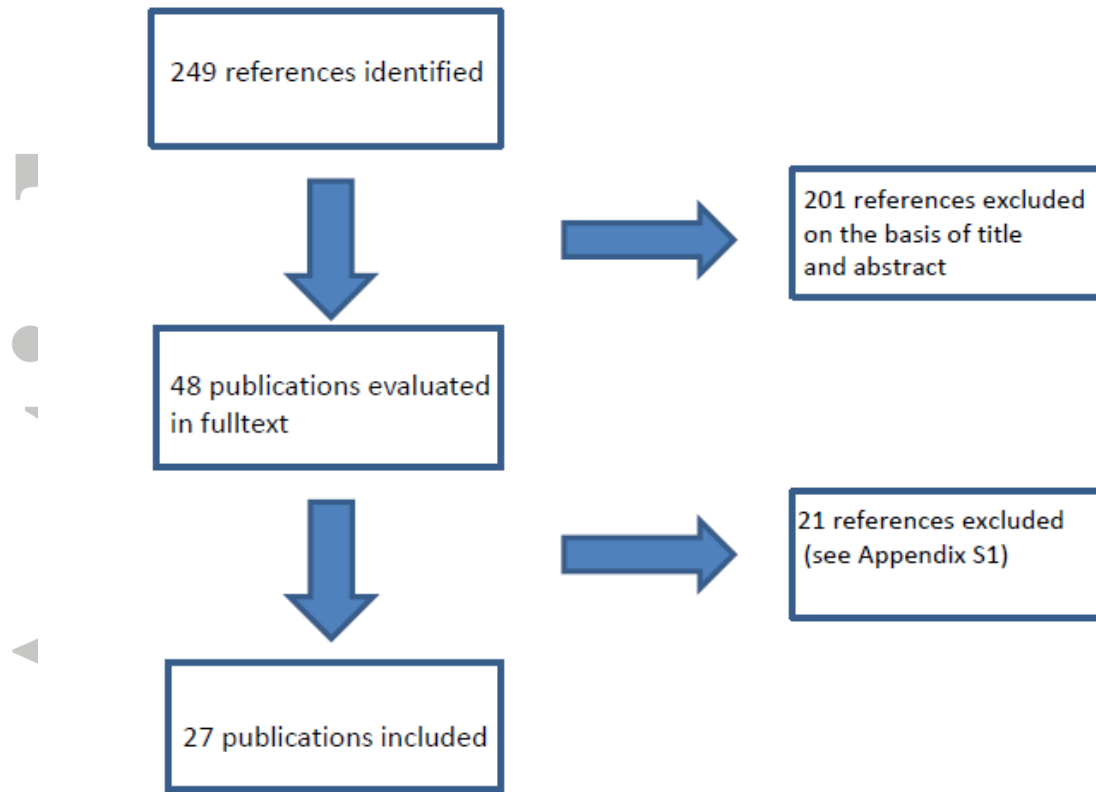 249 references identified
201 references excluded
on the basis of title
and abstract
48 publications evaluated
in fulltext
21 references excluded
(see Appendix S1)
27 publications included